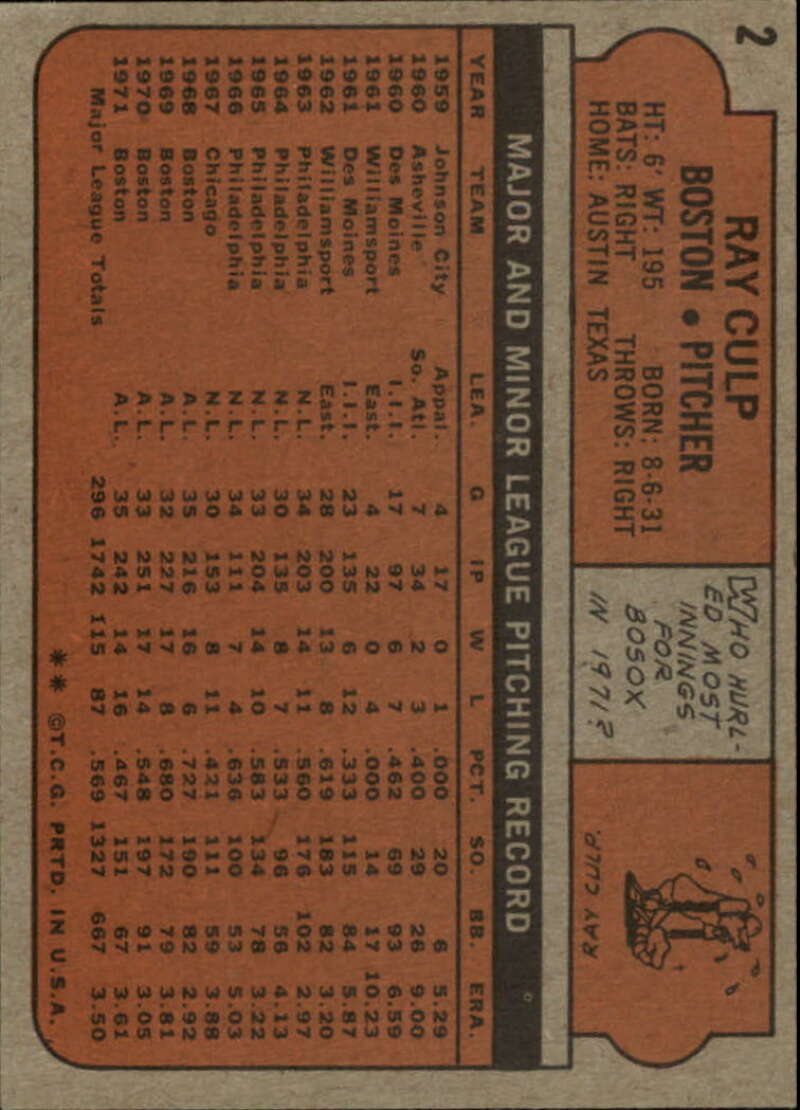 2
RAY CULP
BOSTON • PITCHER
HT: 6' WT: 195 BORN: 8-6-31
BATS: RIGHT THROWS: RIGHT
HOME: AUSTIN TEXAS
WHO HURL-
ED MOST
INNINGS
FOR
BOSOX
IN 1971?
RAY CULP.
MAJOR AND MINOR LEAGUE PITCHING RECORD
YEAR TEAM LEA. G IP W L PCT. SO. BB. ERA.
1959 Johnson City Appal. 4 17 0 1 .000 20 6 5.29
1960 Asheville So. Atl. 7 34 2 3 .400 29 26 9.00
1960 Des Moines I.I.I. 17 97 6 7 .462 69 93 6.59
1961 Williamsport East. 4 22 0 4 .000 14 17 10.23
1961 Des Moines I.I.I. 23 135 6 12 .333 115 84 5.87
1962 Williamsport East. 28 200 13 8 .619 183 82 3.20
1963 Philadelphia N.L. 34 203 14 11 .560 176 102 2.97
1964 Philadelphia N.L. 30 135 8 7 .533 96 56 4.13
1965 Philadelphia N.L. 33 204 14 10 .583 134 78 3.22
1966 Philadelphia N.L. 34 111 7 4 .636 100 53 5.03
1967 Chicago N.L. 30 153 8 11 .421 111 59 3.88
1968 Boston A.L. 35 216 16 6 .727 190 82 2.92
1969 Boston A.L. 32 227 17 8 .680 172 79 3.81
1970 Boston A.L. 33 251 17 14 .548 197 91 3.05
1971 Boston A.L. 35 242 14 16 .467 151 67 3.61
Major League Totals 296 1742 115 87 .569 1327 667 3.50
** ©T.C.G. PRTD. IN U.S.A.